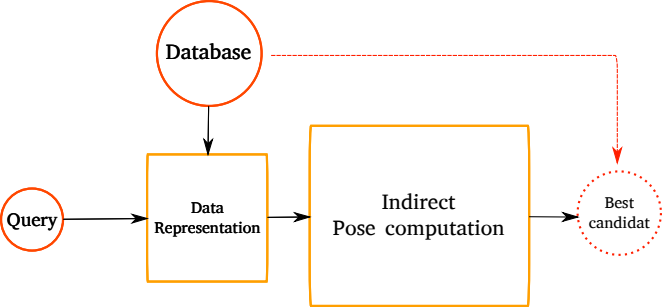 Database
Query
Data
Representation
Indirect
Pose computation
Best
candidat